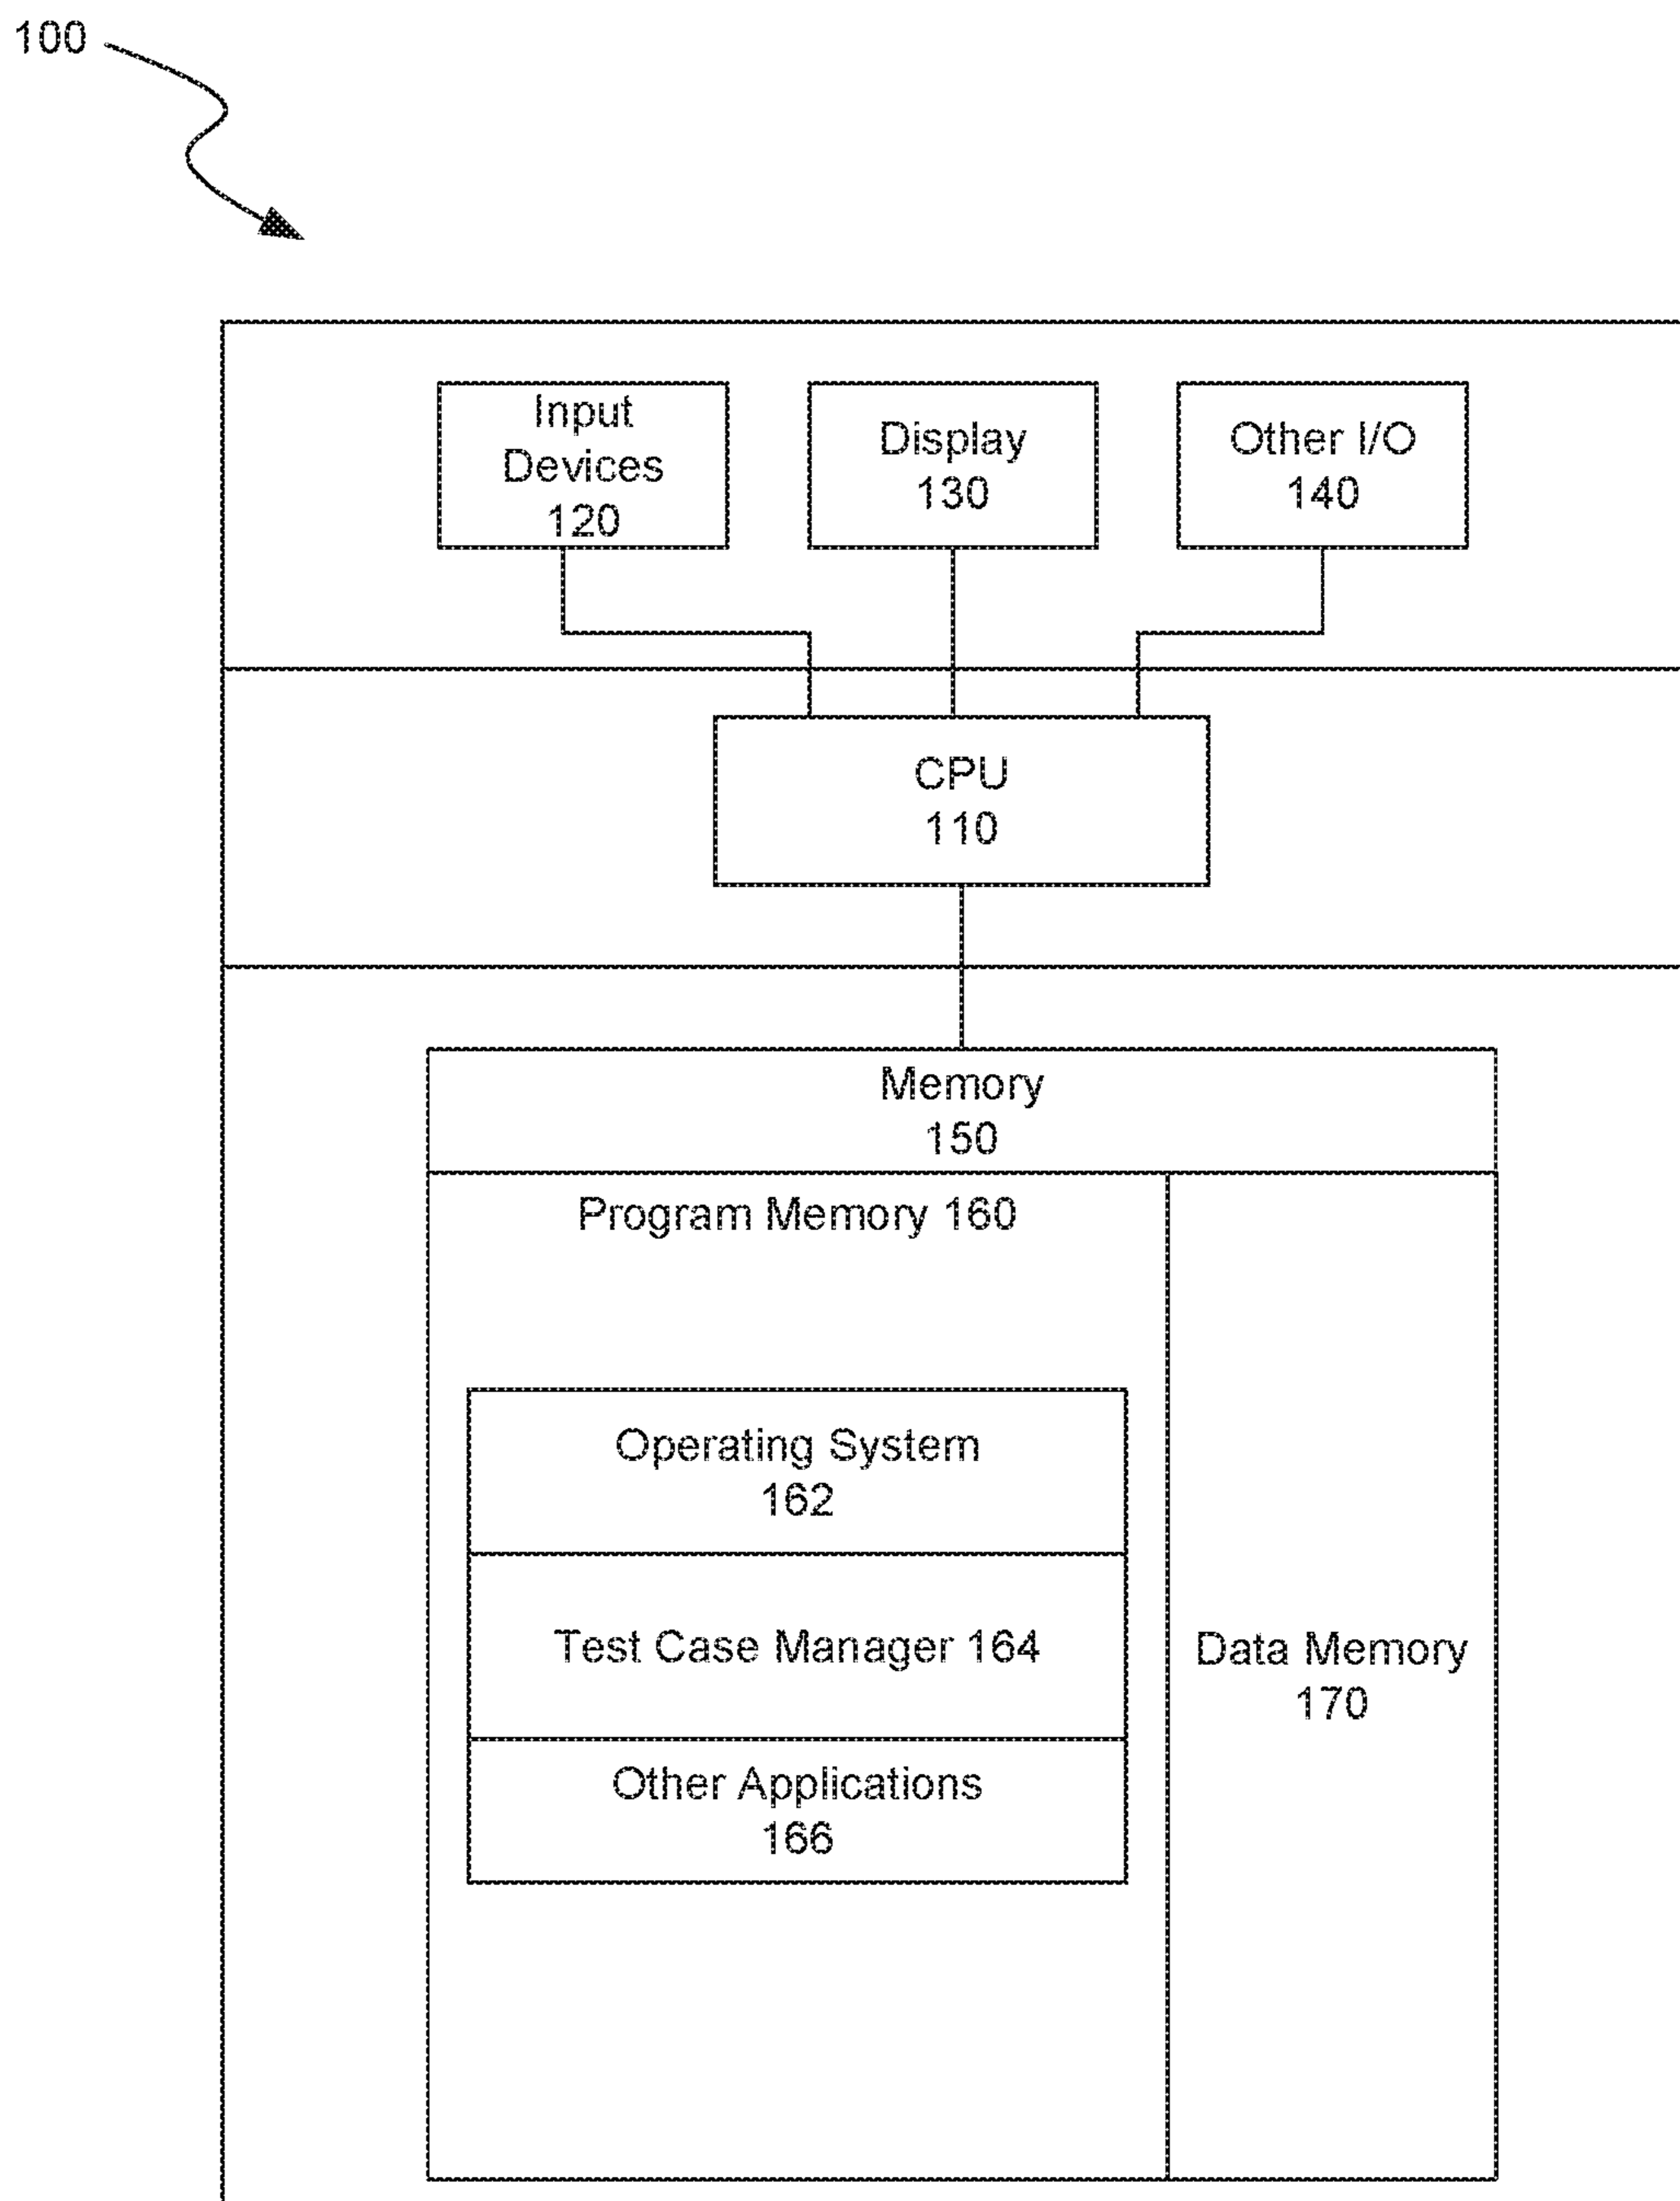 100
Input
Devices
120
Display
130
Other I/O
140
CPU
110
Memory
150
Program Memory 160
Operating System
162
Test Case Manager 164
Other Applications
166
Data Memory
170